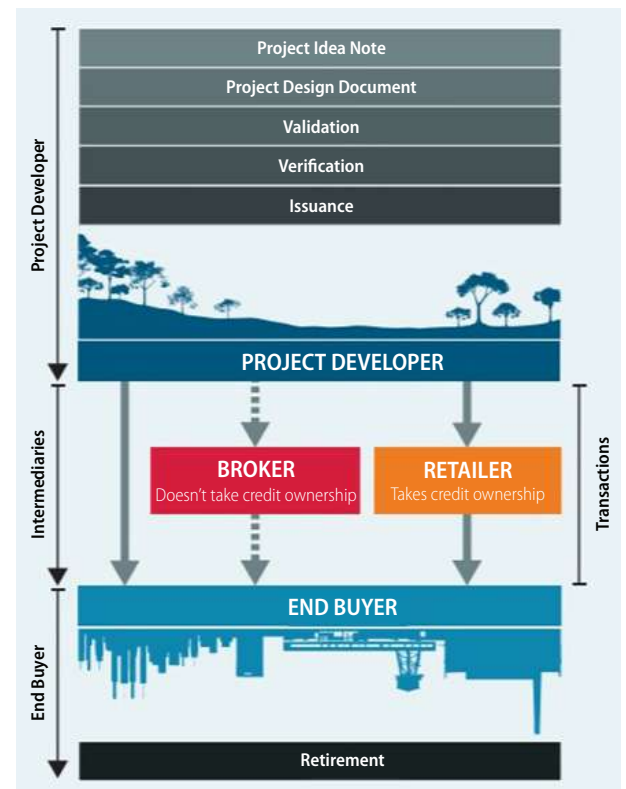 Project Idea Note
Project Design Document
Validation
Verification
Issuance
Project Developer
PROJECT DEVELOPER
Intermediaries
BROKER
Doesn't take credit ownership
RETAILER
Takes credit ownership
Transactions
END BUYER
End Buyer
Retirement